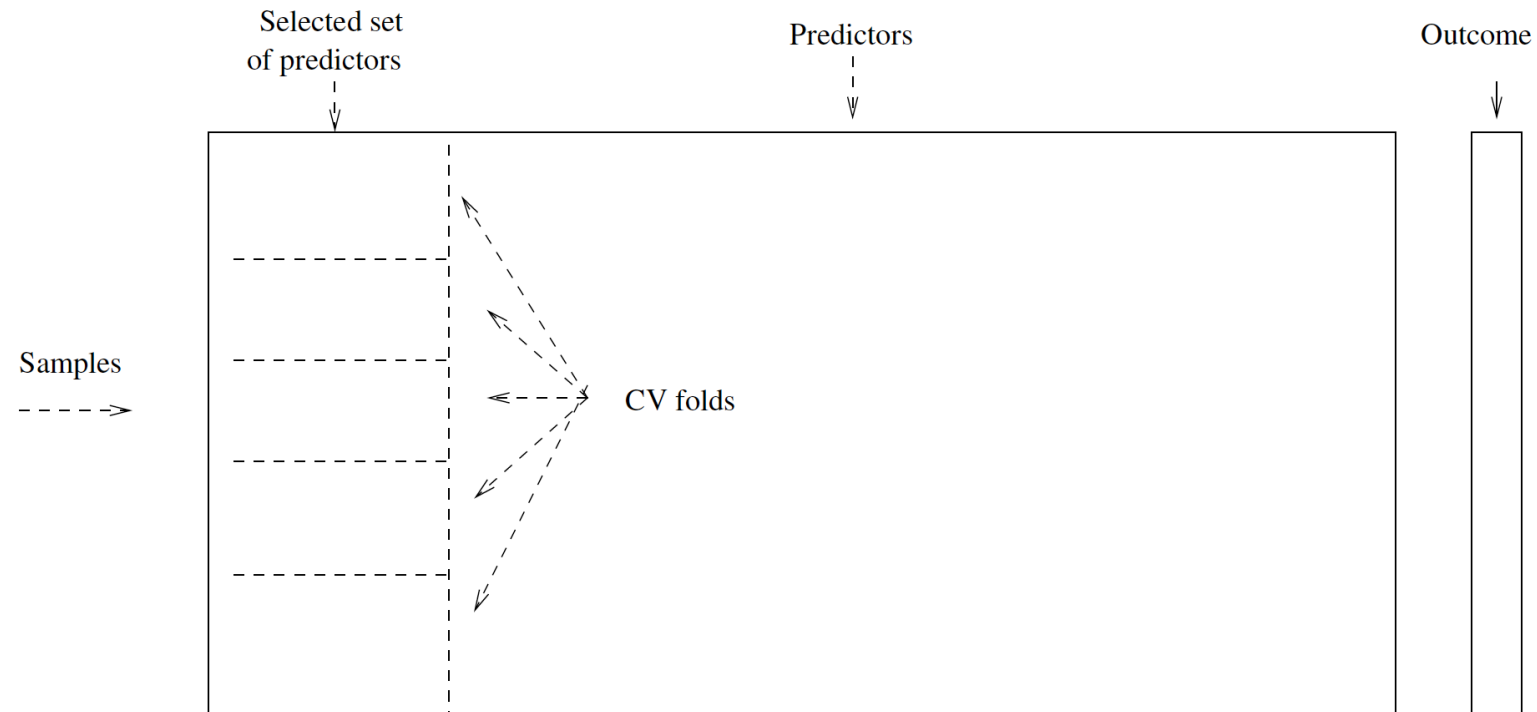 Selected set
of predictors
Predictors
Outcome
Samples
CV folds